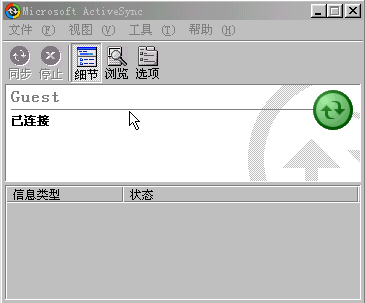 Microsoft ActiveSync
文件 (F) 视图 (V) 工具 (T) 帮助 (H)
同步 停止 细节 浏览 选项
Guest
已连接
信息类型 状态